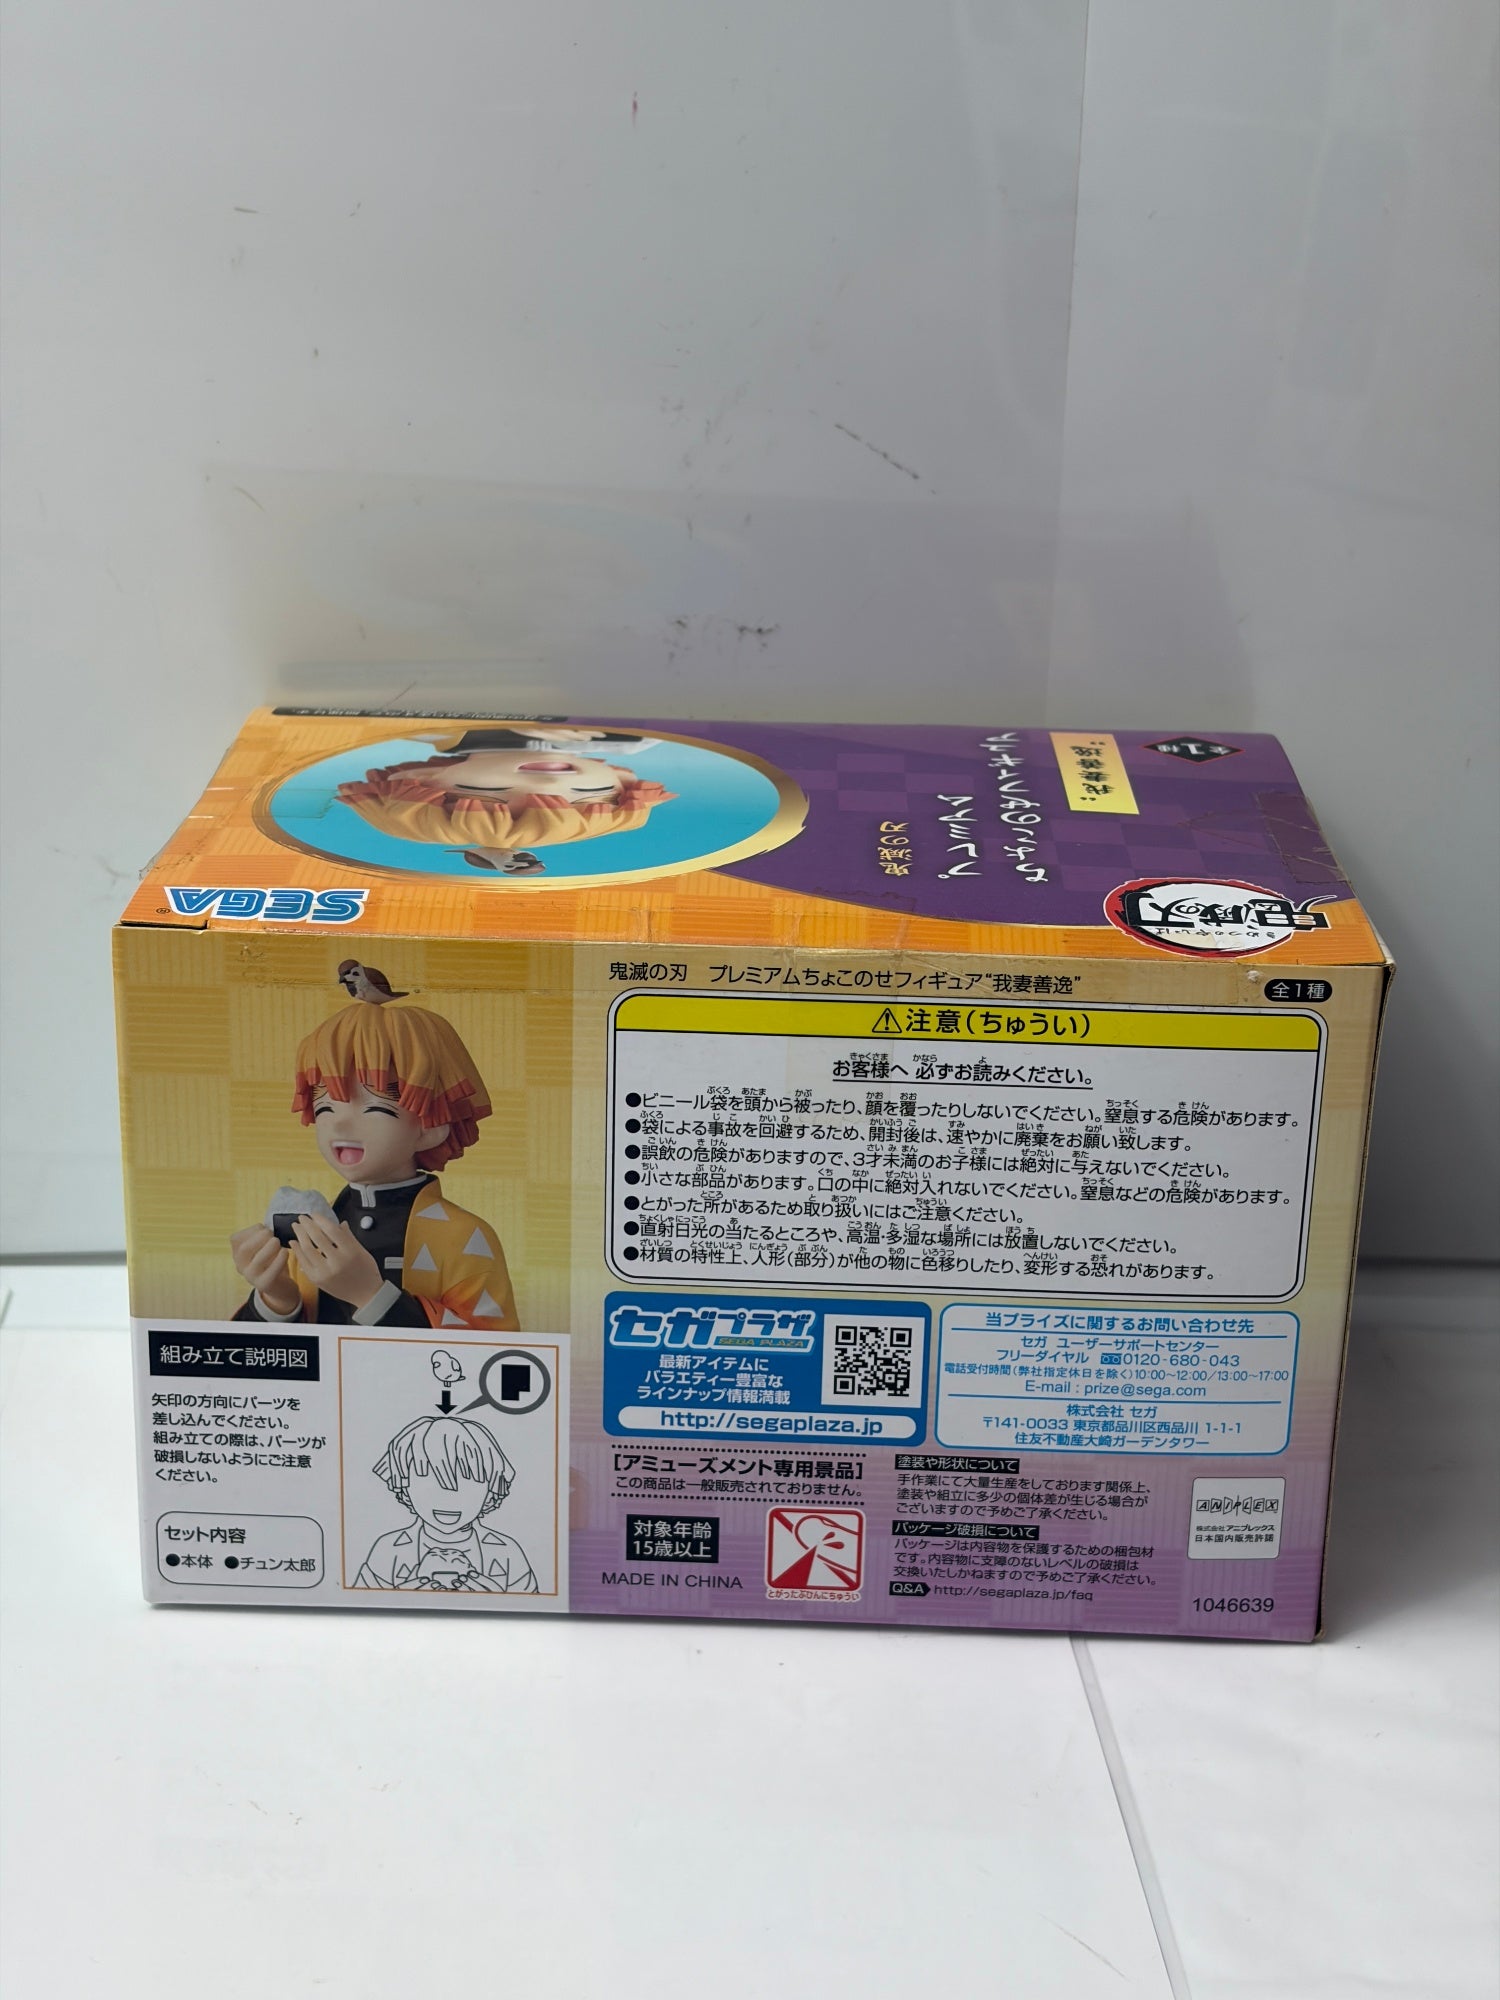 SEGA
鬼滅の刃
プレミアム
ちょこのせフィギュア
"我妻善逸"
全1種
鬼滅の刃
きめつのやいば
鬼滅の刃 プレミアムちょこのせフィギュア"我妻善逸"
全1種
⚠注意(ちゅうい)
お客様へ 必ずお読みください。
●ビニール袋を頭から被ったり、顔を覆ったりしないでください。窒息する危険があります。
●袋による事故を回避するため、開封後は、速やかに廃棄をお願い致します。
●誤飲の危険がありますので、3才未満のお子様には絶対に与えないでください。
●小さな部品があります。口の中に絶対入れないでください。窒息などの危険があります。
●とがった所があるため取り扱いにはご注意ください。
●直射日光の当たるところや、高温・多湿な場所には放置しないでください。
●材質の特性上、人形(部分)が他の物に色移りしたり、変形する恐れがあります。
組み立て説明図
矢印の方向にパーツを
差し込んでください。
組み立ての際は、パーツが
破損しないようにご注意
ください。
セット内容
●本体 ●チュン太郎
セガプラザ
SEGA PLAZA
最新アイテムに
バラエティー豊富な
ラインナップ情報満載
http://segaplaza.jp
当プライズに関するお問い合わせ先
セガ ユーザーサポートセンター
フリーダイヤル 0120-680-043
電話受付時間(弊社指定休日を除く)10:00~12:00/13:00~17:00
E-mail : prize@sega.com
株式会社 セガ
〒141-0033 東京都品川区西品川 1-1-1
住友不動産大崎ガーデンタワー
[アミューズメント専用景品]
この商品は一般販売されておりません。
対象年齢
15歳以上
MADE IN CHINA
とがったぶひんにちゅうい
塗装や形状について
手作業にて大量生産をしております関係上、
塗装や組立に多少の個体差が生じる場合が
ございますので予めご了承ください。
パッケージ破損について
パッケージは内容物を保護するための梱包材
です。内容物に支障のないレベルの破損は
交換いたしかねますので予めご了承ください。
Q&A http://segaplaza.jp/faq
ANIPLEX
株式会社アニプレックス
日本国内販売許諾
1046639